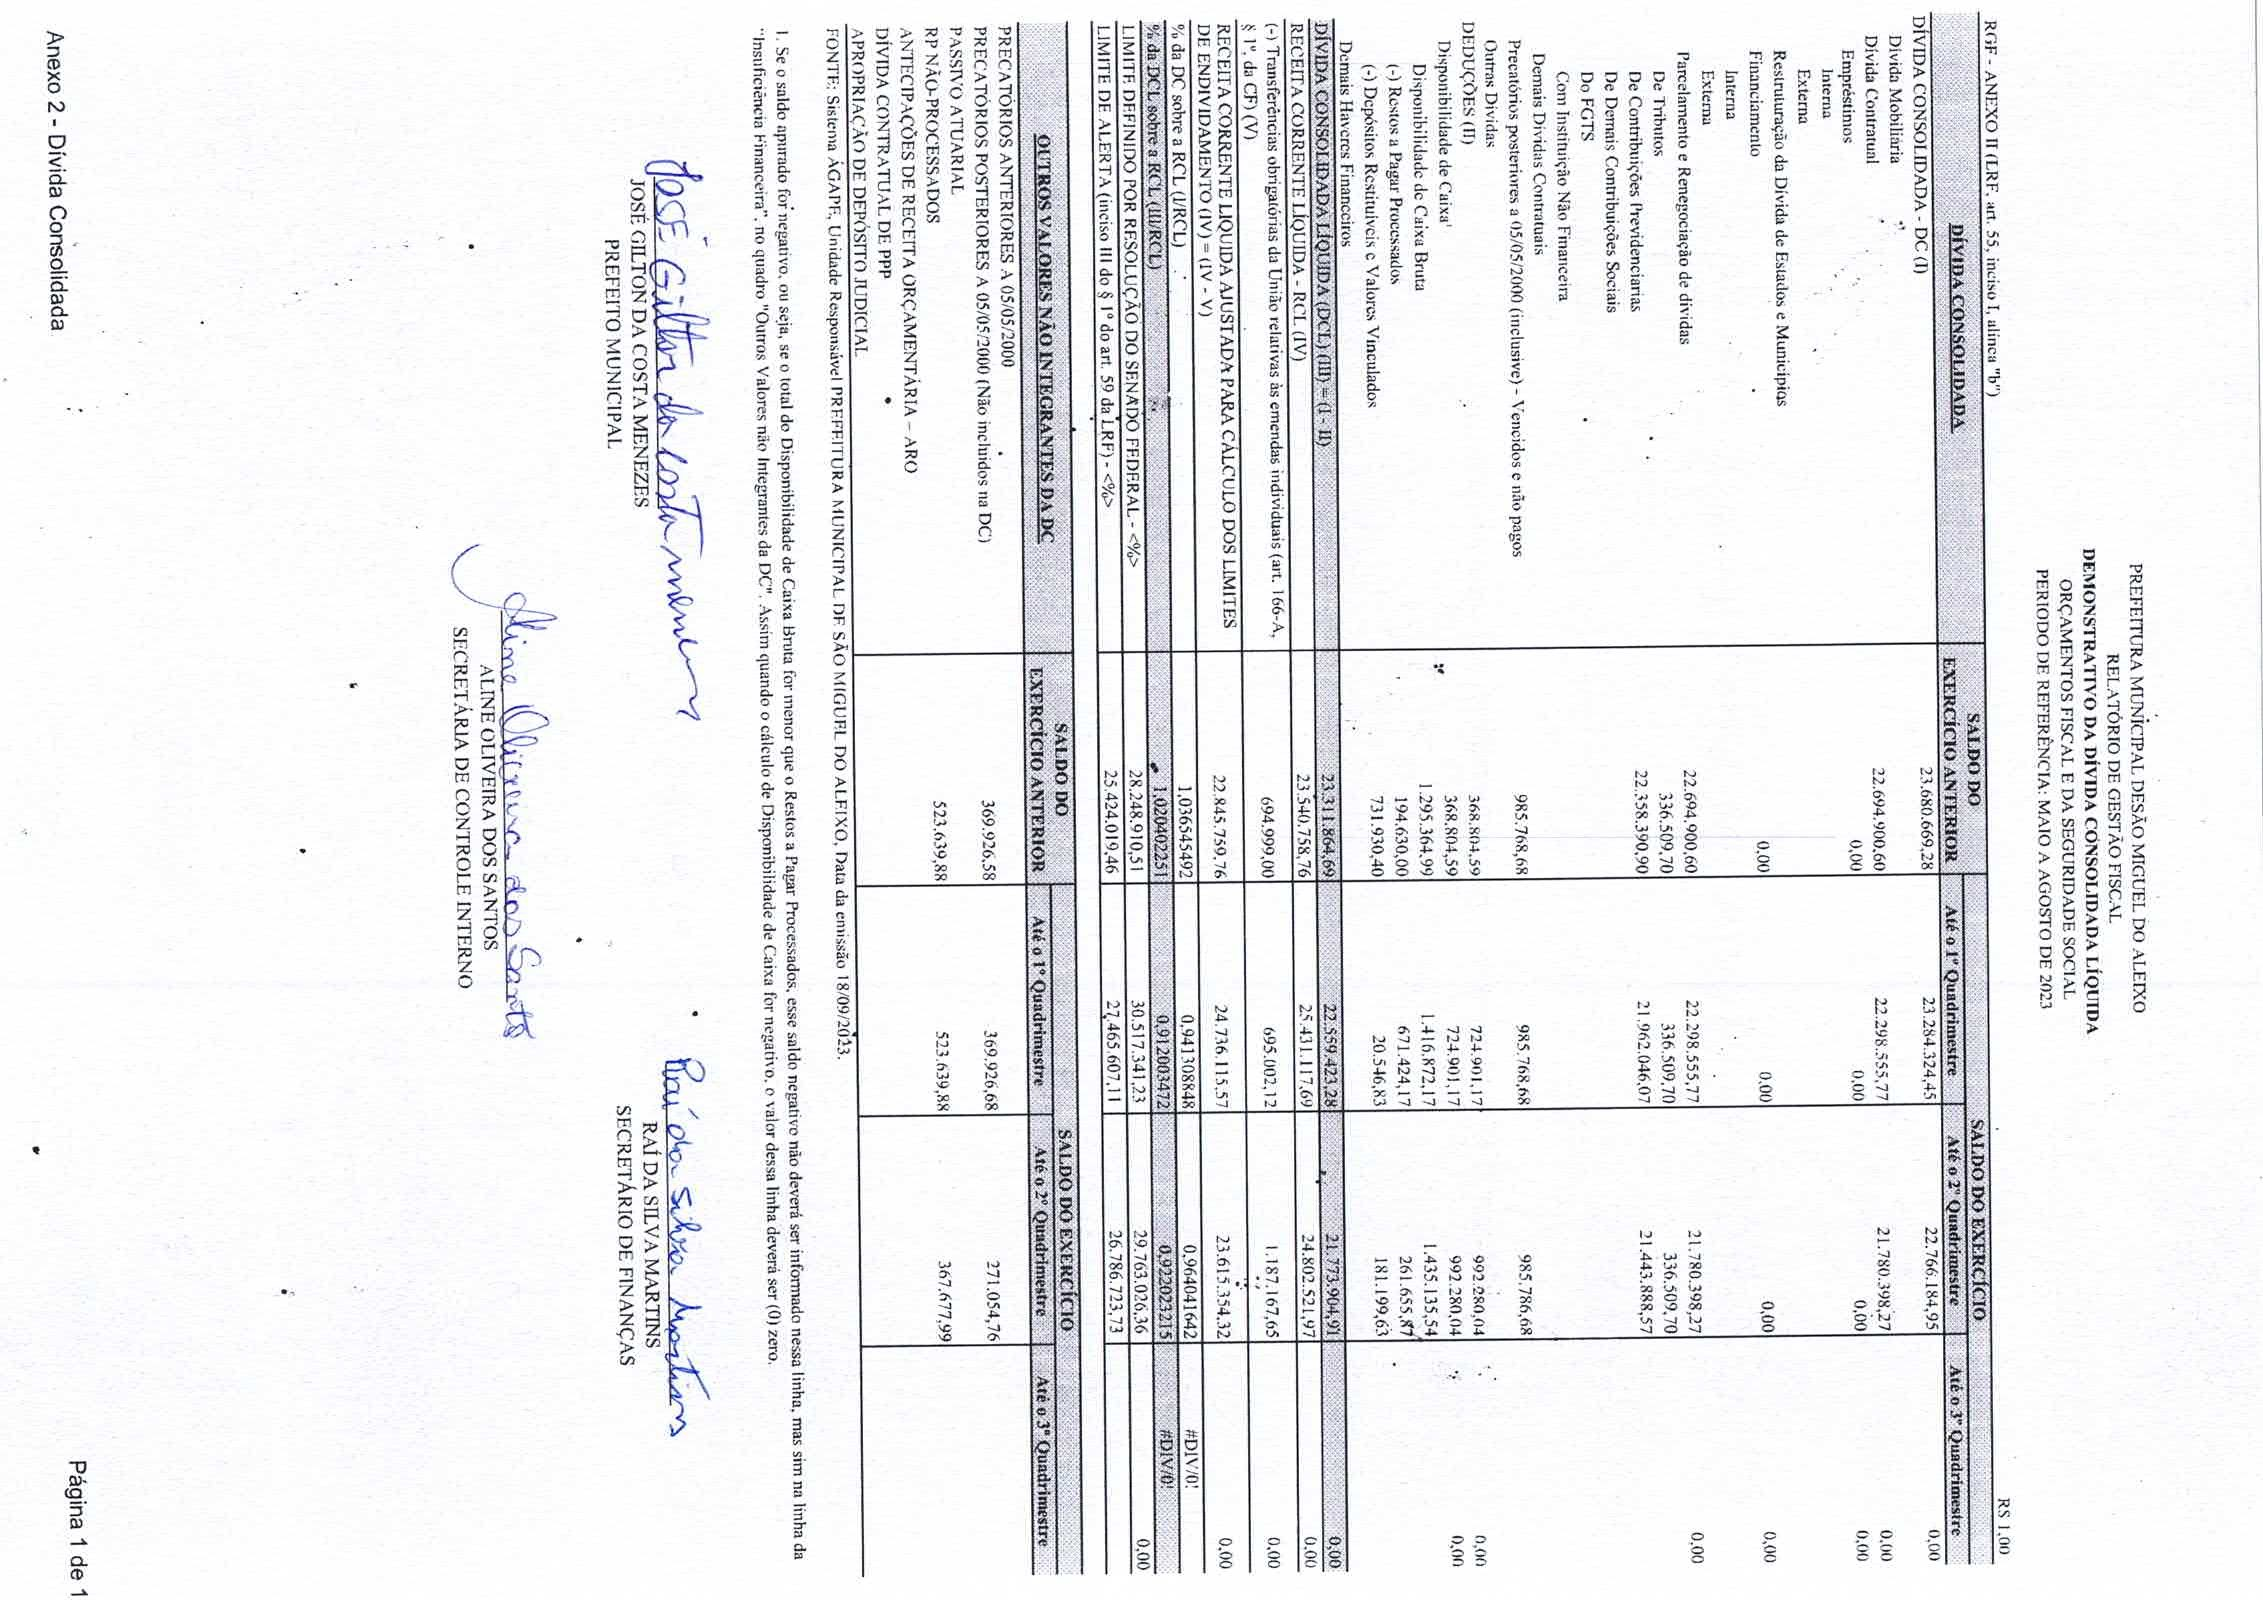 PREFEITURA MUNICIPAL DESÃO MIGUEL DO ALEIXO
RELATÓRIO DE GESTÃO FISCAL
DEMONSTRATIVO DA DÍVIDA CONSOLIDADA LÍQUIDA
ORÇAMENTOS FISCAL E DA SEGURIDADE SOCIAL
PERIODO DE REFERÊNCIA: MAIO A AGOSTO DE 2023
RGF - ANEXO II (LRF, art. 55, inciso I, alínea "b") R$ 1,00
DÍVIDA CONSOLIDADA SALDO DO EXERCÍCIO ANTERIOR SALDO DO EXERCÍCIO
Até o 1º Quadrimestre Até o 2º Quadrimestre Até o 3º Quadrimestre
DÍVIDA CONSOLIDADA - DC (I) 23.680.669,28 23.284.324,45 22.766.184,95 0,00
Dívida Mobiliária
Dívida Contratual 22.694.900,60 22.298.555,77 21.780.398,27 0,00
Empréstimos 0,00 0,00 0,00 0,00
Interna
Externa
Restruturação da Dívida de Estados e Municípios
Financiamento 0,00 0,00 0,00 0,00
Interna
Externa
Parcelamento e Renegociação de dívidas 22.694.900,60 22.298.555,77 21.780.398,27 0,00
De Tributos 336.509,70 336.509,70 336.509,70
De Contribuições Previdenciarias 22.358.390,90 21.962.046,07 21.443.888,57
De Demais Contribuições Sociais
Do FGTS
Com Instituição Não Financeira
Demais Dívidas Contratuais
Precatórios posteriores a 05/05/2000 (inclusive) - Vencidos e não pagos 985.768,68 985.768,68 985.786,68
Outras Dívidas
DEDUÇÕES (II) 368.804,59 724.901,17 992.280,04 0,00
Disponibilidade de Caixa¹ 368.804,59 724.901,17 992.280,04 0,00
Disponibilidade de Caixa Bruta 1.295.364,99 1.416.872,17 1.435.135,54
(-) Restos a Pagar Processados 194.630,00 671.424,17 261.655,87
(-) Depósitos Restituíveis e Valores Vinculados 731.930,40 20.546,83 181.199,63
Demais Haveres Financeiros
DÍVIDA CONSOLIDADA LÍQUIDA (DCL) (III) = (I - II) 23.311.864,69 22.559.423,28 21.773.904,91 0,00
RECEITA CORRENTE LÍQUIDA - RCL (IV) 23.540.758,76 25.431.117,69 24.802.521,97 0,00
(-) Transferências obrigatórias da União relativas às emendas individuais (art. 166-A,
§ 1º, da CF) (V) 694.999,00 695.002,12 1.187.167,65 0,00
RECEITA CORRENTE LIQUIDA AJUSTADA PARA CÁLCULO DOS LIMITES
DE ENDIVIDAMENTO (IV) = (IV - V) 22.845.759,76 24.736.115,57 23.615.354,32 0,00
% da DC sobre a RCL (I/RCL) 1,036545492 0,941308848 0,964041642 #DIV/0!
% da DCL sobre a RCL (III/RCL) 1,020402251 0,912003472 0,922023215 #DIV/0!
LIMITE DEFINIDO POR RESOLUÇÃO DO SENADO FEDERAL - <%> 28.248.910,51 30.517.341,23 29.763.026,36 0,00
LIMITE DE ALERTA (inciso III do § 1º do art. 59 da LRF) - <%> 25.424.019,46 27.465.607,11 26.786.723,73
OUTROS VALORES NÃO INTEGRANTES DA DC SALDO DO EXERCÍCIO ANTERIOR SALDO DO EXERCÍCIO
Até o 1º Quadrimestre Até o 2º Quadrimestre Até o 3º Quadrimestre
PRECATÓRIOS ANTERIORES A 05/05/2000
PRECATÓRIOS POSTERIORES A 05/05/2000 (Não incluídos na DC) 369.926,58 369.926,68 271.054,76
PASSIVO ATUARIAL
RP NÃO-PROCESSADOS 523.639,88 523.639,88 367.677,99
ANTECIPAÇÕES DE RECEITA ORÇAMENTÁRIA – ARO
DÍVIDA CONTRATUAL DE PPP
APROPRIAÇÃO DE DEPÓSITO JUDICIAL
FONTE: Sistema ÁGAPE, Unidade Responsável PREFEITURA MUNICIPAL DE SÃO MIGUEL DO ALEIXO, Data da emissão 18/09/2023.
1. Se o saldo apurado for negativo, ou seja, se o total do Disponibilidade de Caixa Bruta for menor que o Restos a Pagar Processados, esse saldo negativo não deverá ser informado nessa linha, mas sim na linha da
"Insuficiência Financeira", no quadro "Outros Valores não Integrantes da DC". Assim quando o cálculo de Disponibilidade de Caixa for negativo, o valor dessa linha deverá ser (0) zero.
José Gilton da Costa Menezes
JOSÉ GILTON DA COSTA MENEZES
PREFEITO MUNICIPAL
Raí da Silva Martins
RAÍ DA SILVA MARTINS
SECRETÁRIO DE FINANÇAS
Aline Oliveira dos Santos
ALINE OLIVEIRA DOS SANTOS
SECRETÁRIA DE CONTROLE INTERNO
Anexo 2 - Dívida Consolidada Página 1 de 1